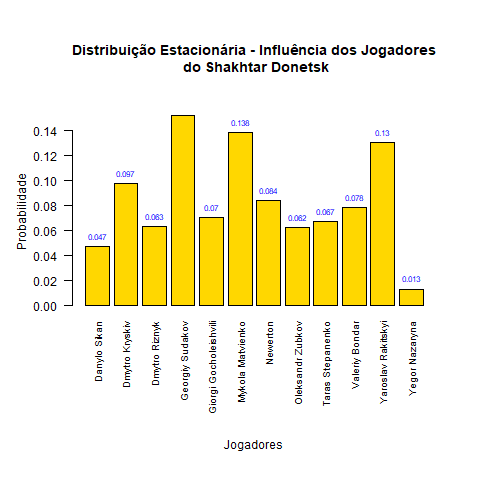 Distribuição Estacionária - Influência dos Jogadores
do Shakhtar Donetsk
Probabilidade
0.14
0.12
0.10
0.08
0.06
0.04
0.02
0.00
0.047
0.097
0.063
0.07
0.138
0.084
0.062
0.067
0.078
0.13
0.013
Danylo Sikan
Dmytro Kryskiv
Dmytro Riznyk
Georgiy Sudakov
Giorgi Gocholeishvili
Mykola Matvienko
Newerton
Oleksandr Zubkov
Taras Stepanenko
Valeriy Bondar
Yaroslav Rakitskyi
Yegor Nazaryna
Jogadores